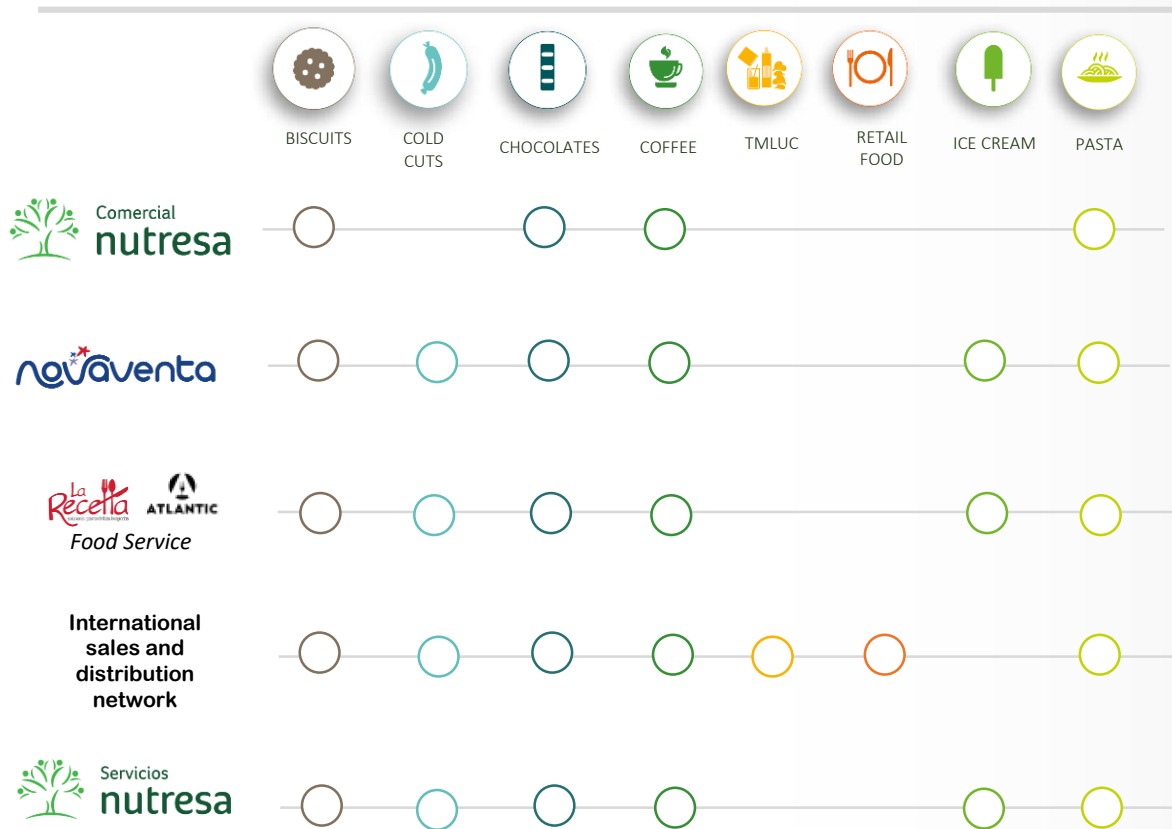 BISCUITS
COLD
CUTS
CHOCOLATES
COFFEE
TMLUC
RETAIL
FOOD
ICE CREAM
PASTA
Comercial
nutresa
novaventa
La
Receta
ATLANTIC
Food Service
International
sales and
distribution
network
Servicios
nutresa